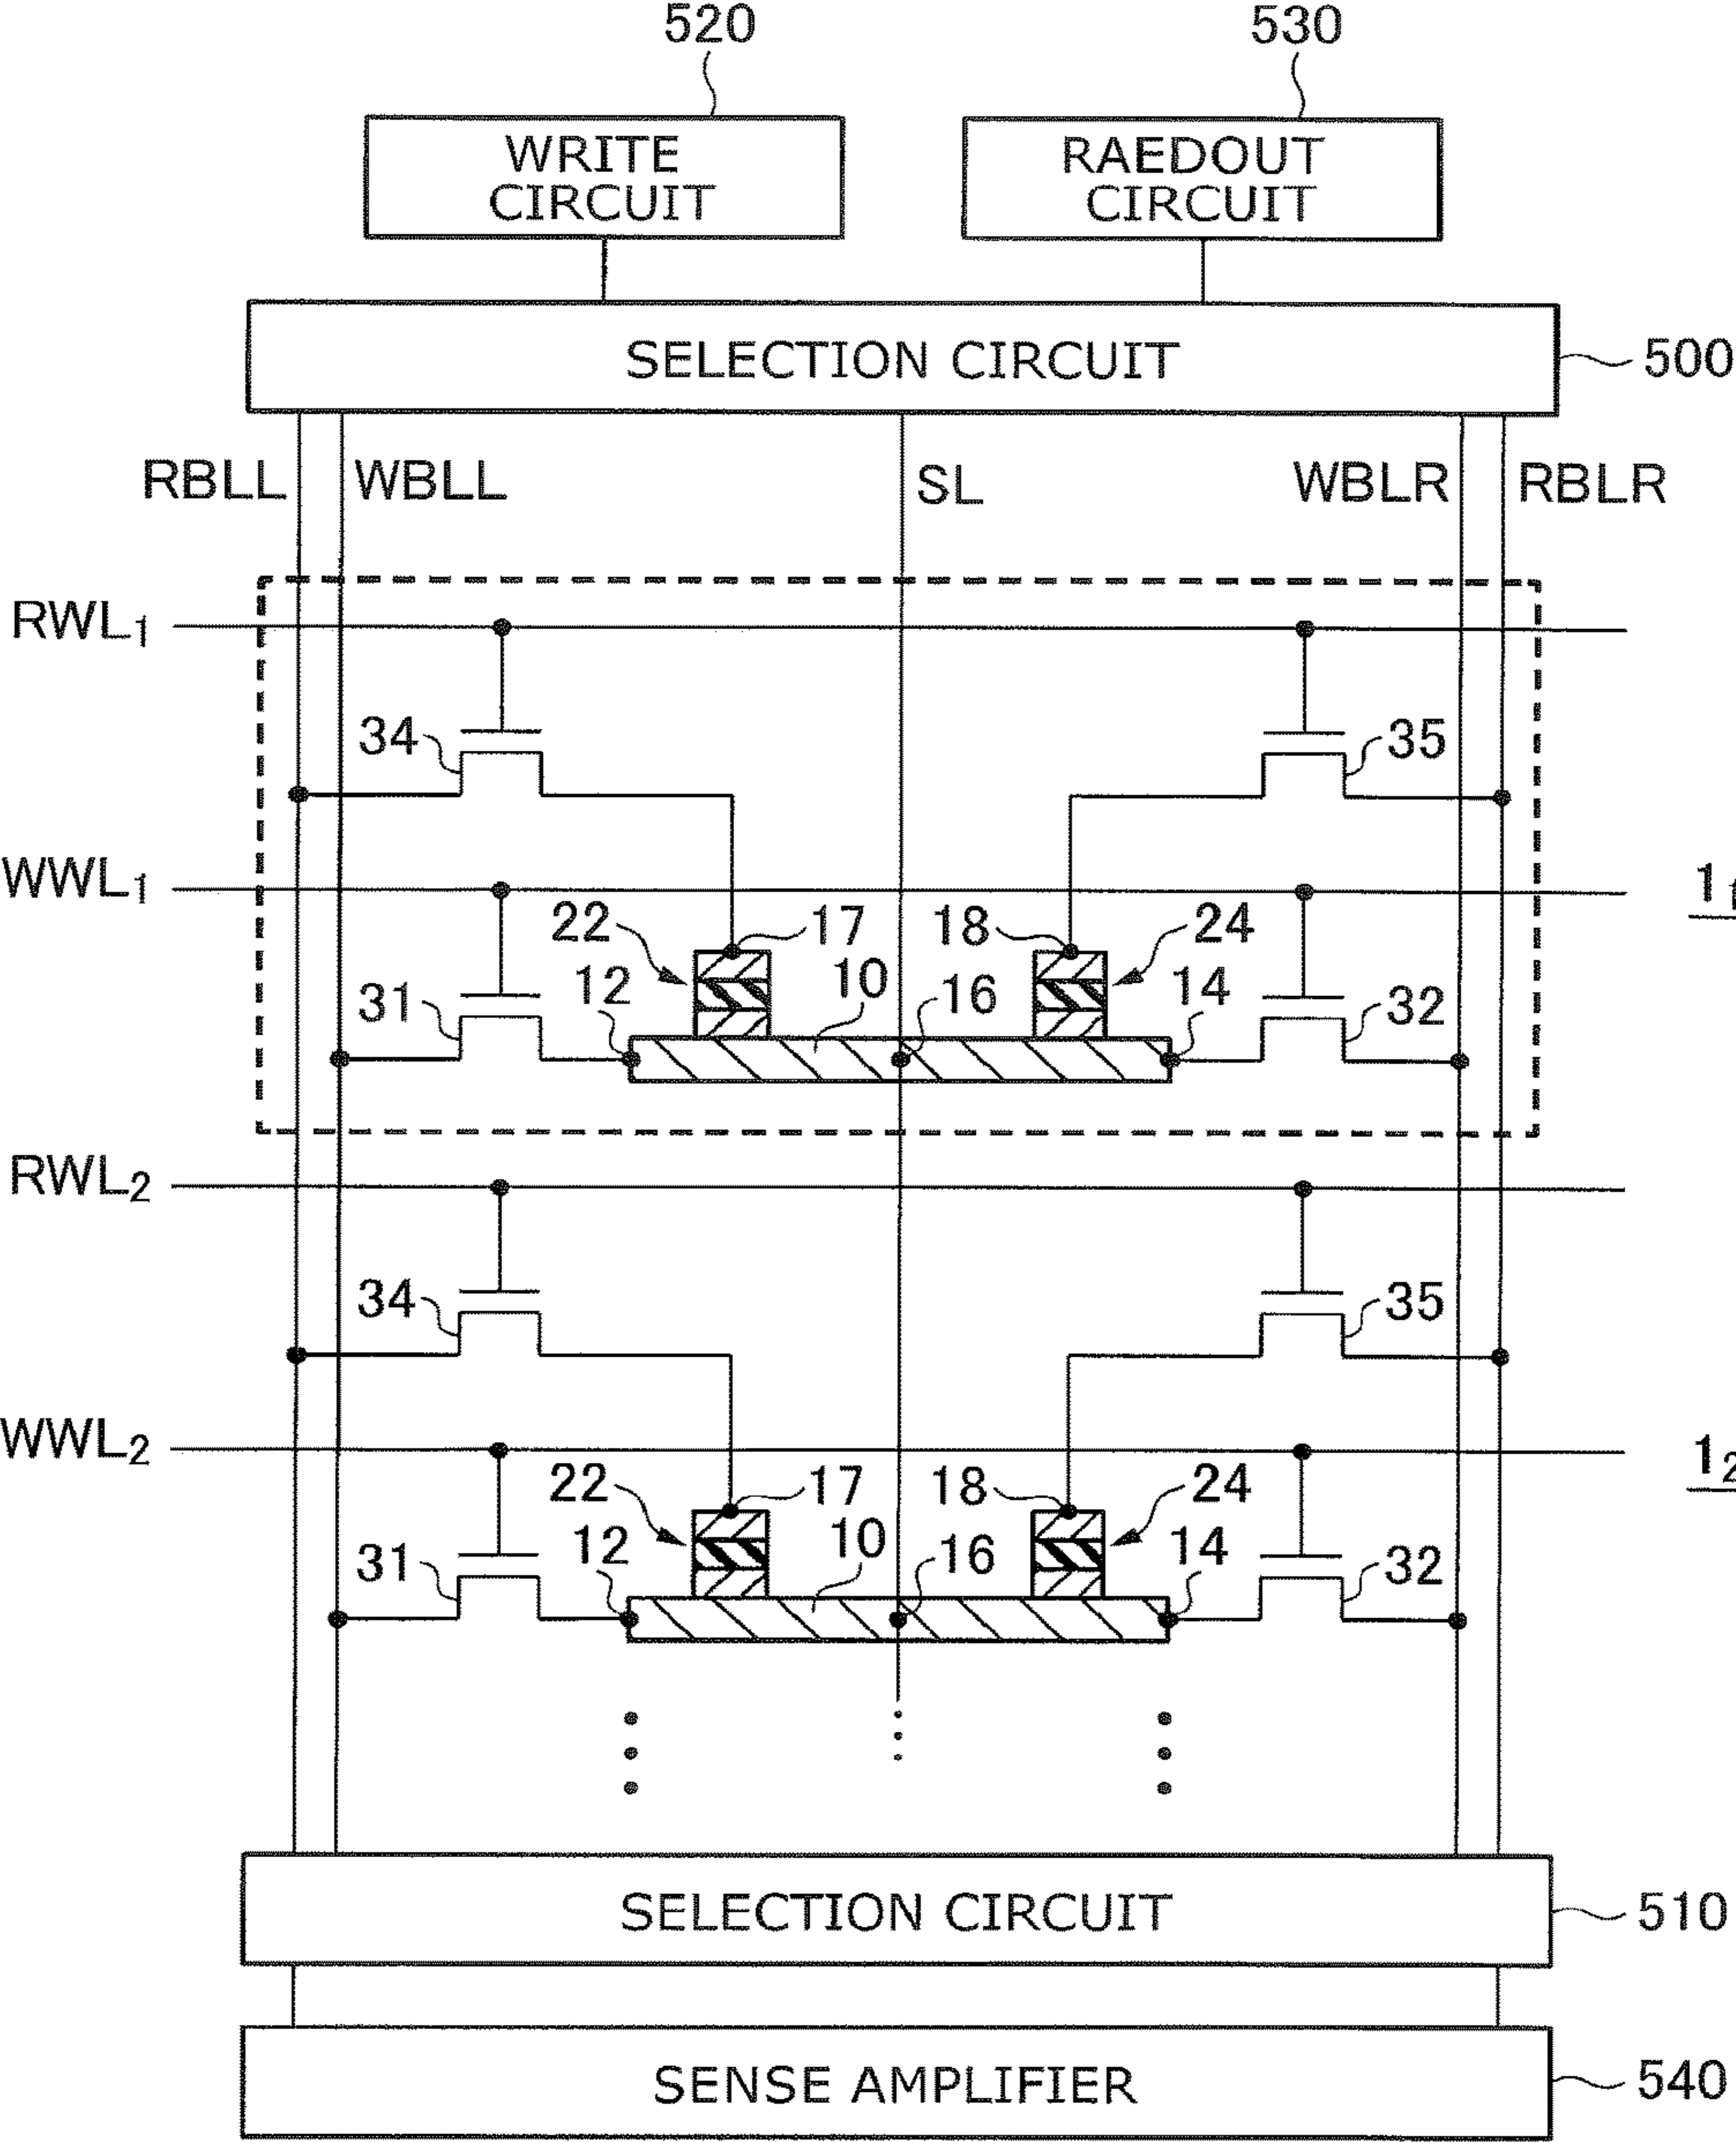 520
530
WRITE
CIRCUIT
RAEDOUT
CIRCUIT
SELECTION CIRCUIT
500
RBLL
WBLL
SL
WBLR
RBLR
RWL1
34
35
WWL1
11
22
17
18
24
12
10
16
14
31
32
RWL2
34
35
WWL2
12
22
17
18
24
12
10
16
14
31
32
SELECTION CIRCUIT
510
SENSE AMPLIFIER
540